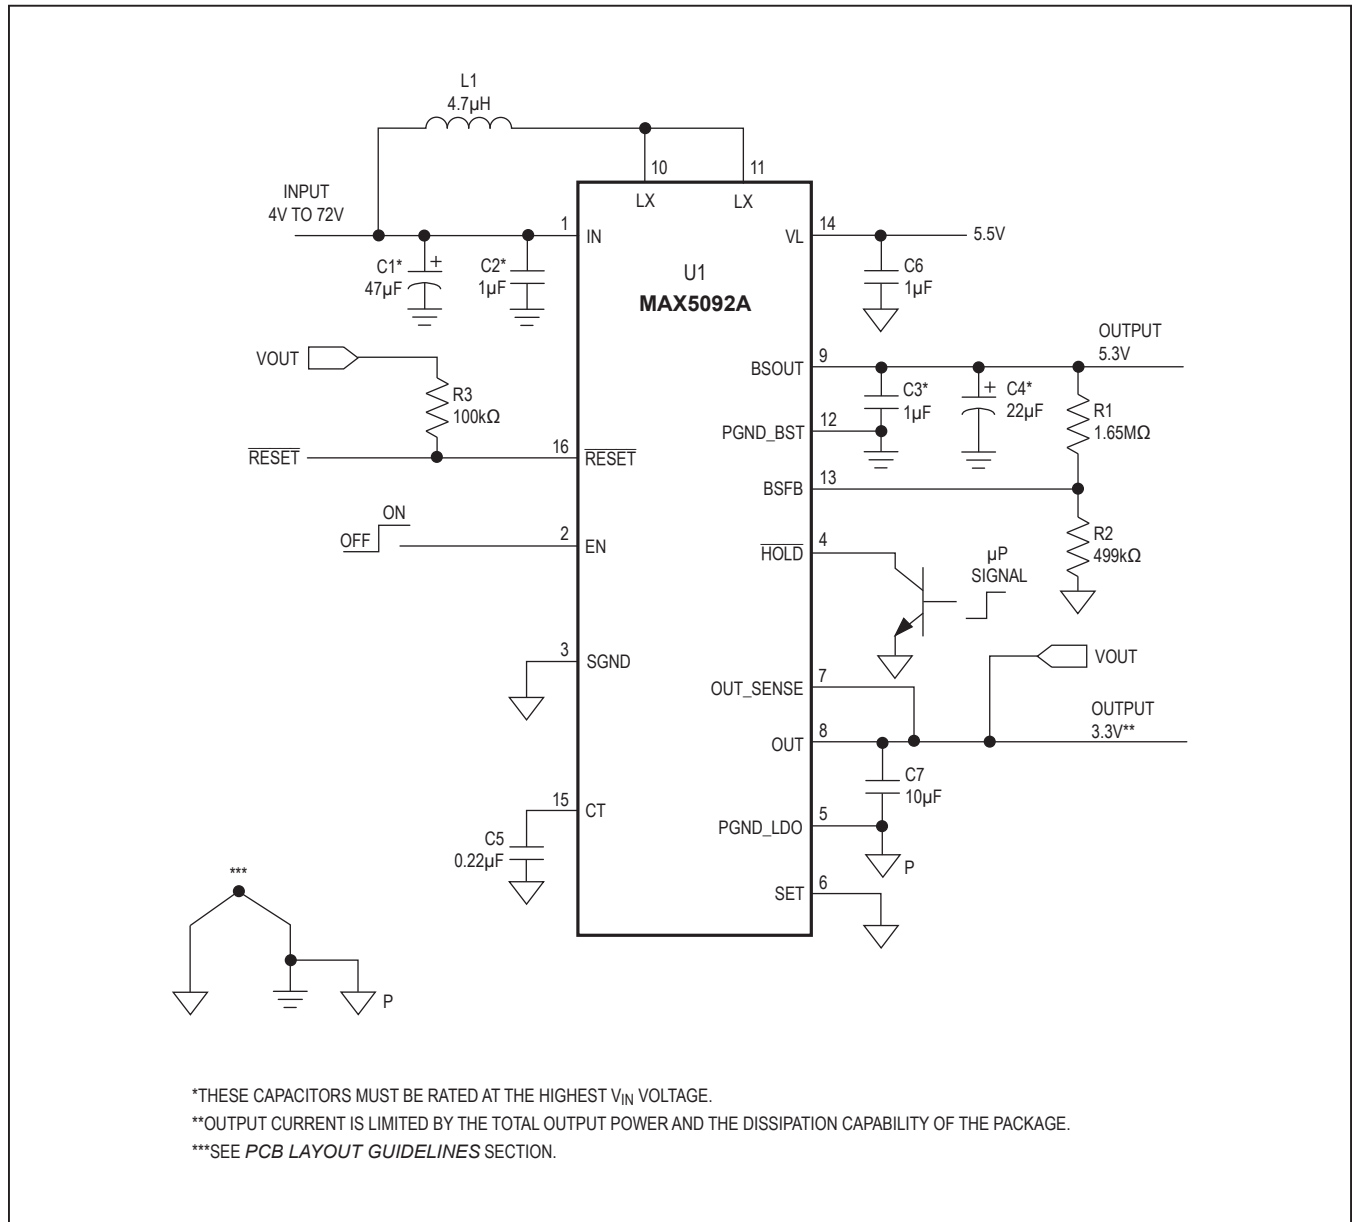 L1
4.7µH
10
11
LX
LX
INPUT
4V TO 72V
1
IN
VL
14
5.5V
C1*
47µF
+
C2*
1µF
C6
1µF
U1
MAX5092A
VOUT
R3
100kΩ
BSOUT
9
OUTPUT
5.3V
C3*
1µF
+
C4*
22µF
R1
1.65MΩ
PGND_BST
12
RESET
16
RESET
BSFB
13
OFF
ON
2
EN
HOLD
4
µP
SIGNAL
R2
499kΩ
3
SGND
OUT_SENSE
7
VOUT
OUT
8
OUTPUT
3.3V**
C7
10µF
15
CT
C5
0.22µF
PGND_LDO
5
P
SET
6
***
P
*THESE CAPACITORS MUST BE RATED AT THE HIGHEST VIN VOLTAGE.
**OUTPUT CURRENT IS LIMITED BY THE TOTAL OUTPUT POWER AND THE DISSIPATION CAPABILITY OF THE PACKAGE.
***SEE PCB LAYOUT GUIDELINES SECTION.